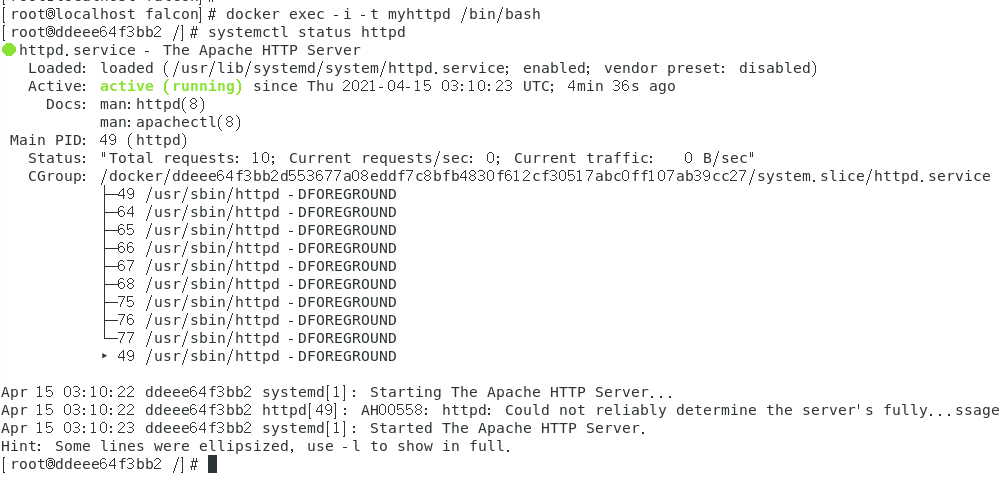 [root@localhost falcon]# docker exec -i -t myhttpd /bin/bash
[root@ddeee64f3bb2 /]# systemctl status httpd
● httpd.service - The Apache HTTP Server
Loaded: loaded (/usr/lib/systemd/system/httpd.service; enabled; vendor preset: disabled)
Active: active (running) since Thu 2021-04-15 03:10:23 UTC; 4min 36s ago
Docs: man:httpd(8)
man:apachectl(8)
Main PID: 49 (httpd)
Status: "Total requests: 10; Current requests/sec: 0; Current traffic:   0 B/sec"
CGroup: /docker/ddeee64f3bb2d553677a08eddf7c8bfb4830f612cf30517abc0ff107ab39cc27/system.slice/httpd.service
├─49 /usr/sbin/httpd -DFOREGROUND
├─64 /usr/sbin/httpd -DFOREGROUND
├─65 /usr/sbin/httpd -DFOREGROUND
├─66 /usr/sbin/httpd -DFOREGROUND
├─67 /usr/sbin/httpd -DFOREGROUND
├─68 /usr/sbin/httpd -DFOREGROUND
├─75 /usr/sbin/httpd -DFOREGROUND
├─76 /usr/sbin/httpd -DFOREGROUND
└─77 /usr/sbin/httpd -DFOREGROUND
‣ 49 /usr/sbin/httpd -DFOREGROUND
Apr 15 03:10:22 ddeee64f3bb2 systemd[1]: Starting The Apache HTTP Server...
Apr 15 03:10:22 ddeee64f3bb2 httpd[49]: AH00558: httpd: Could not reliably determine the server's fully...ssage
Apr 15 03:10:23 ddeee64f3bb2 systemd[1]: Started The Apache HTTP Server.
Hint: Some lines were ellipsized, use -l to show in full.
[root@ddeee64f3bb2 /]#